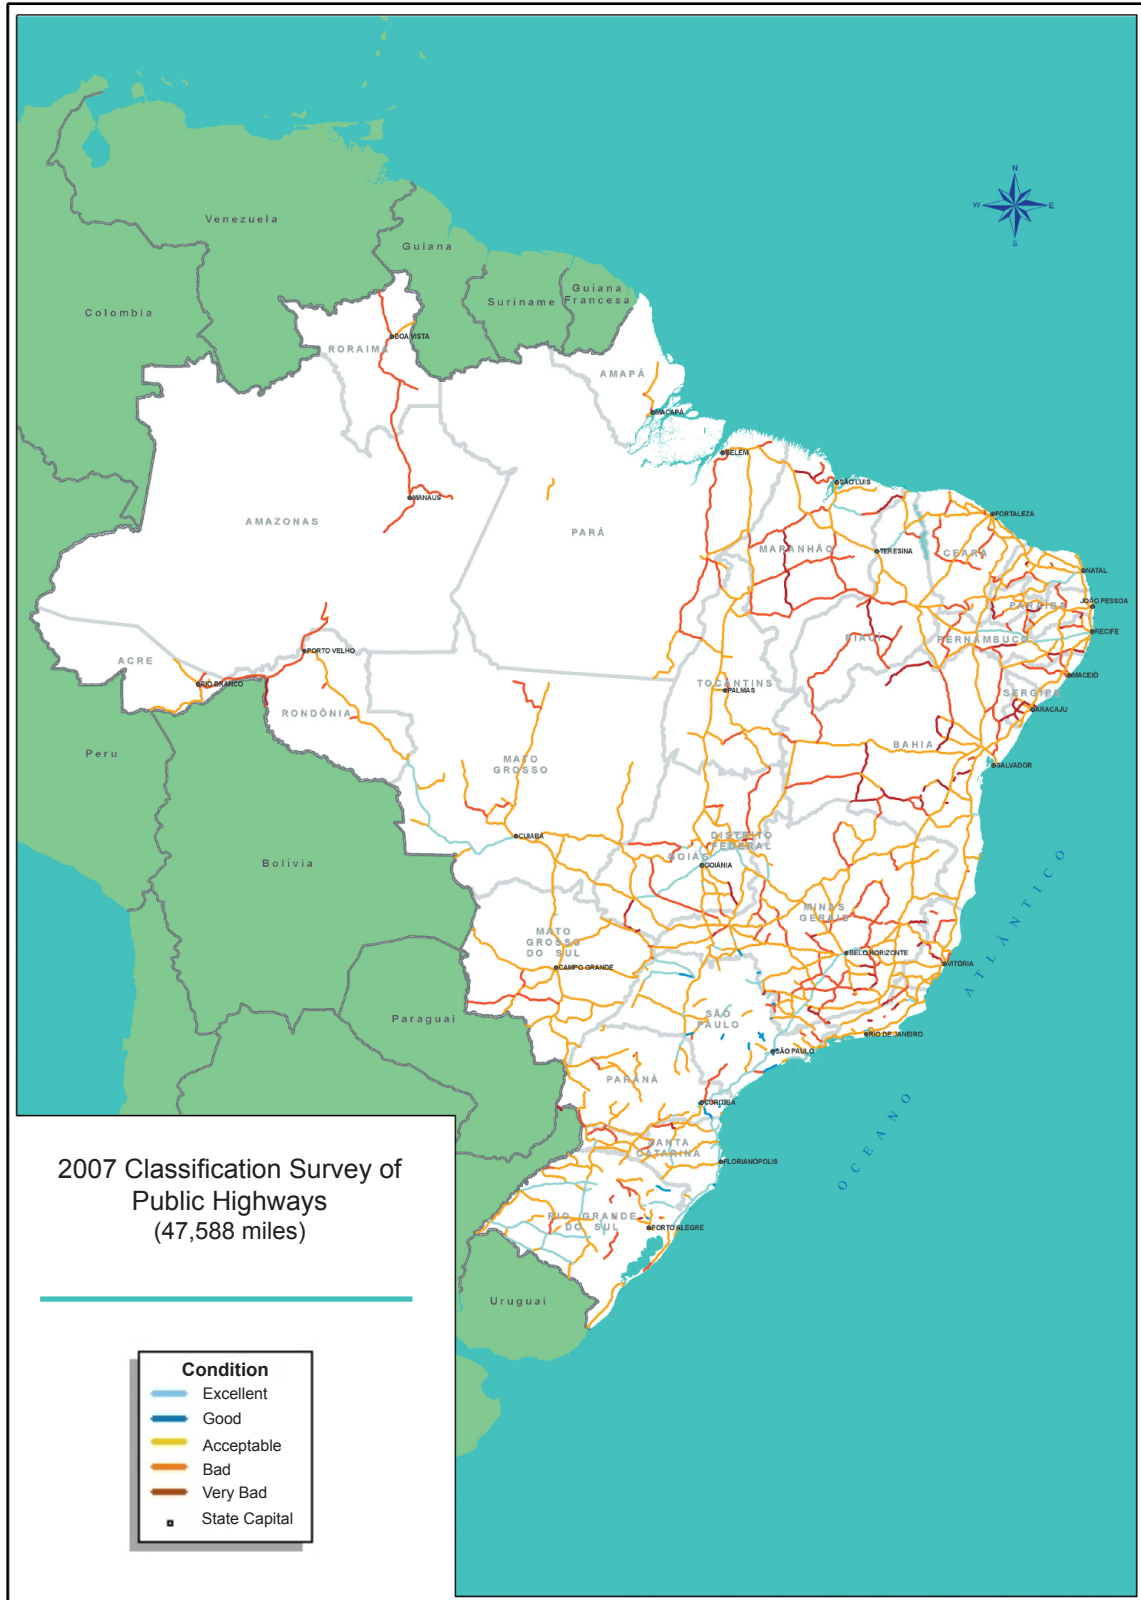 N
W
E
S
Venezuela
Guiana
Suriname
Guiana
Francesa
Colombia
BOA VISTA
RORAIMA
AMAPÁ
MACAPÁ
BELÉM
SÃO LUIS
MANAUS
AMAZONAS
PARÁ
FORTALEZA
MARANHÃO
TERESINA
CEARÁ
NATAL
JOÃO PESSOA
PARAÍBA
RECIFE
PIAUÍ
PERNAMBUCO
PORTO VELHO
ACRE
RIO BRANCO
MACEIÓ
TOCANTINS
PALMAS
SERGIPE
ARACAJU
RONDÔNIA
Peru
BAHIA
MATO
GROSSO
SALVADOR
CUIABÁ
DISTRITO
FEDERAL
GOIÁS
GOIÂNIA
Bolívia
MINAS
GERAIS
MATO
GROSSO
DO SUL
BELO HORIZONTE
VITÓRIA
CAMPO GRANDE
Paraguai
SÃO
PAULO
RIO DE JANEIRO
SÃO PAULO
PARANÁ
CURITIBA
OCEANO ATLÂNTICO
SANTA
CATARINA
FLORIANÓPOLIS
RIO GRANDE
DO SUL
PORTO ALEGRE
Uruguai
2007 Classification Survey of
Public Highways
(47,588 miles)
Condition
Excellent
Good
Acceptable
Bad
Very Bad
State Capital